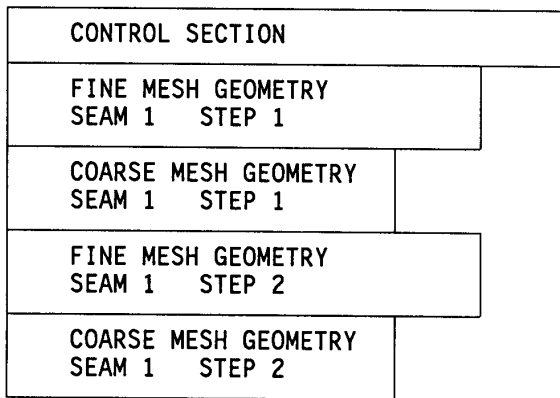 CONTROL SECTION
FINE MESH GEOMETRY
SEAM 1 STEP 1
COARSE MESH GEOMETRY
SEAM 1 STEP 1
FINE MESH GEOMETRY
SEAM 1 STEP 2
COARSE MESH GEOMETRY
SEAM 1 STEP 2